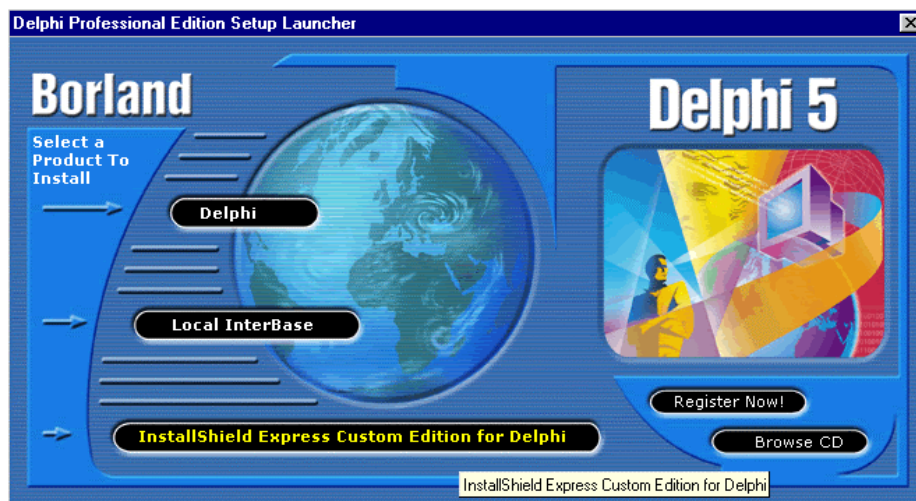 Delphi Professional Edition Setup Launcher
Borland
Delphi 5
Select a
Product To
Install
Delphi
Local InterBase
InstallShield Express Custom Edition for Delphi
Register Now!
Browse CD
InstallShield Express Custom Edition for Delphi